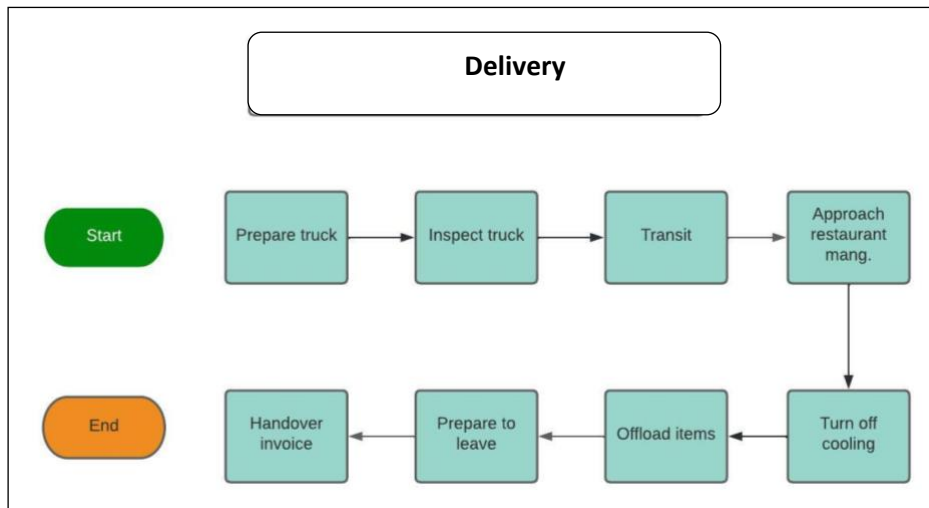 Delivery
Start
Prepare truck
Inspect truck
Transit
Approach
restaurant
mang.
Turn off
cooling
Offload items
Prepare to
leave
Handover
invoice
End